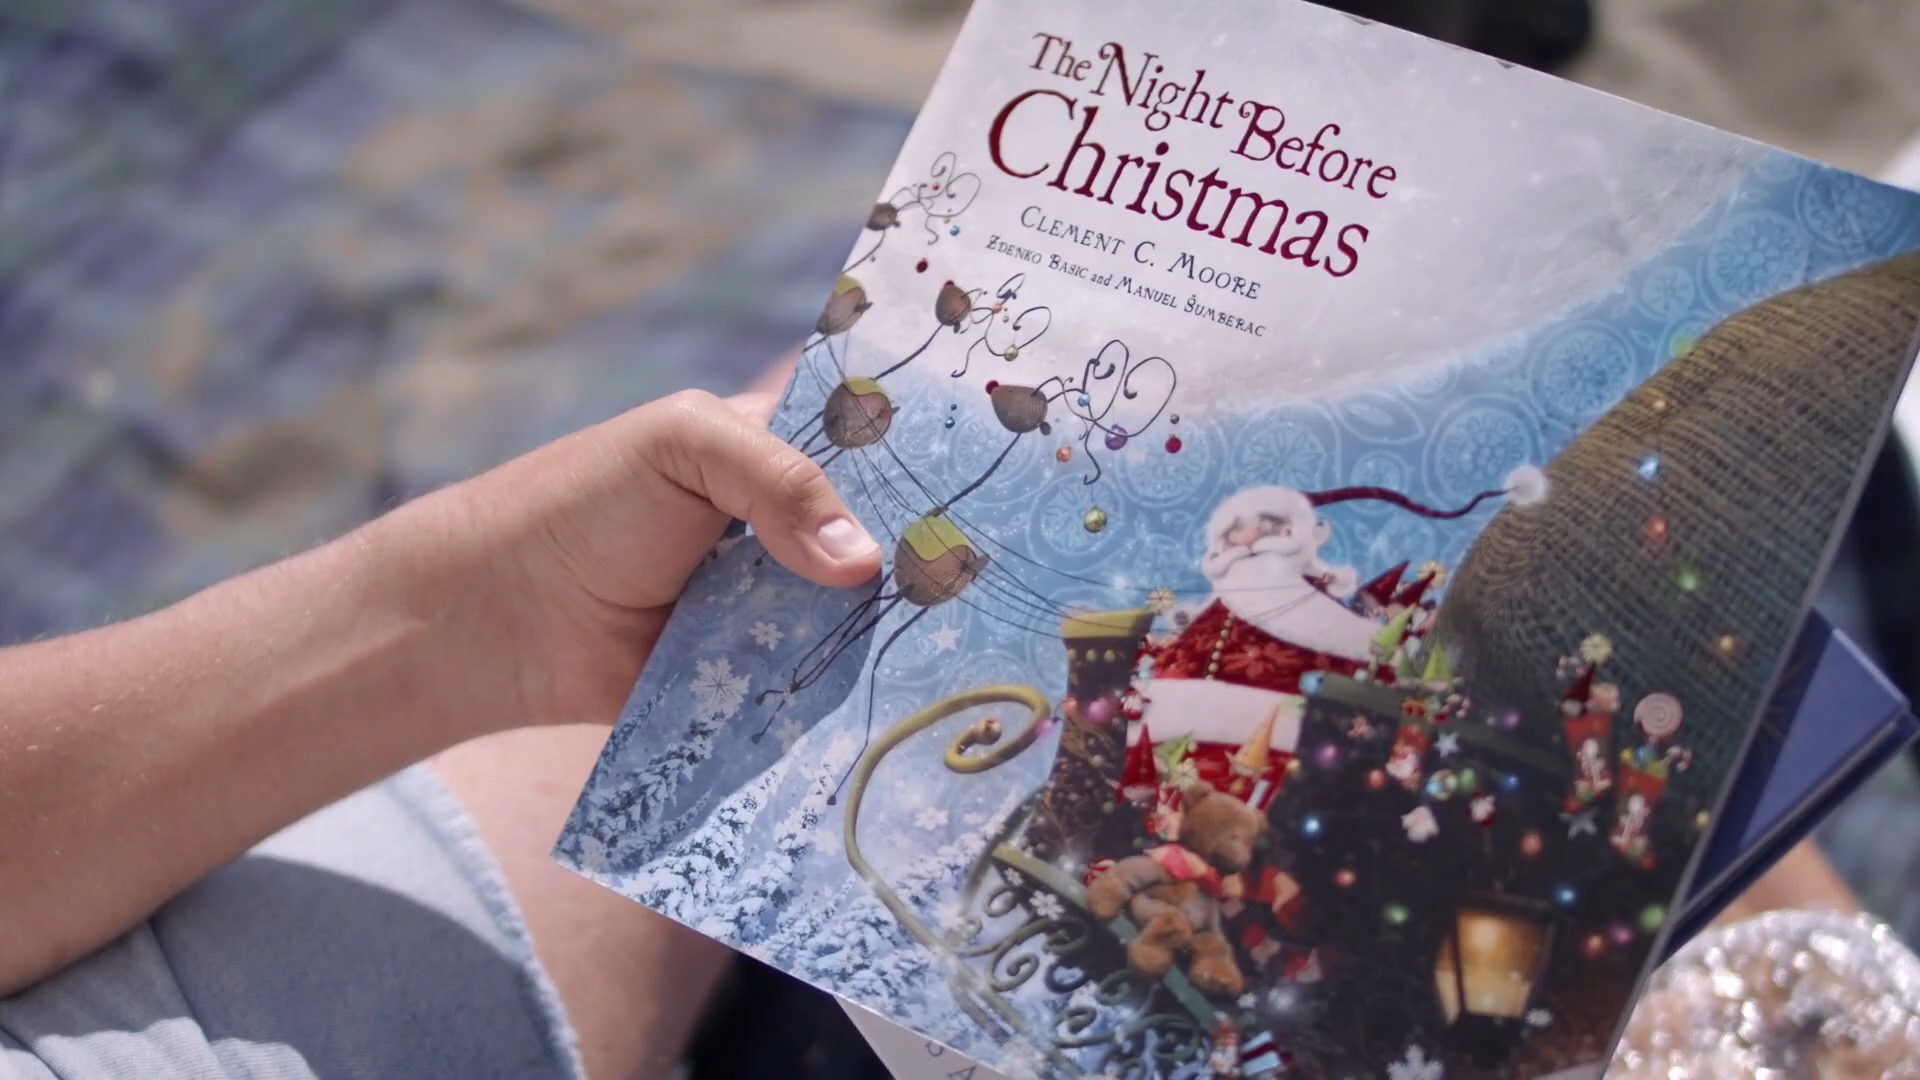 The Night Before
Christmas
CLEMENT C. MOORE
ZDENKO BASIC and MANUEL ŠUMBERAC